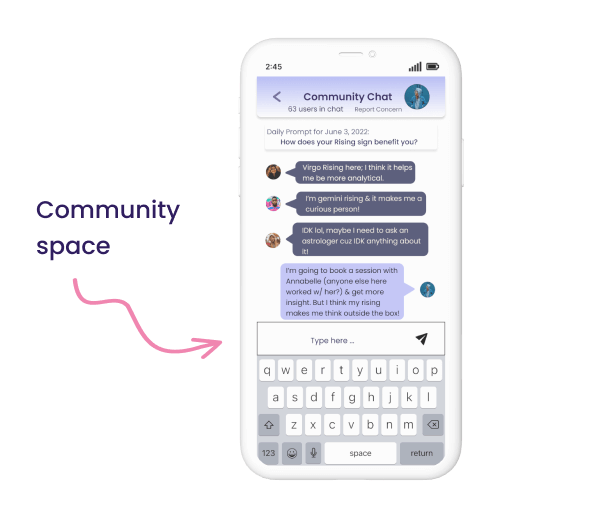 Community
space
2:45
Community Chat
63 users in chat Report Concern
Daily Prompt for June 3, 2022:
How does your Rising sign benefit you?
Virgo Rising here; I think it helps
me be more analytical.
I'm gemini rising & it makes me a
curious person!
IDK lol, maybe I need to ask an
astrologer cuz IDK anything about
it!
I'm going to book a session with
Annabelle (anyone else here
worked w/ her?) & get more
insight. But I think my rising
makes me think outside the box!
Type here ...
q w e r t y u i o p
a s d f g h j k l
z x c v b n m
123 space return